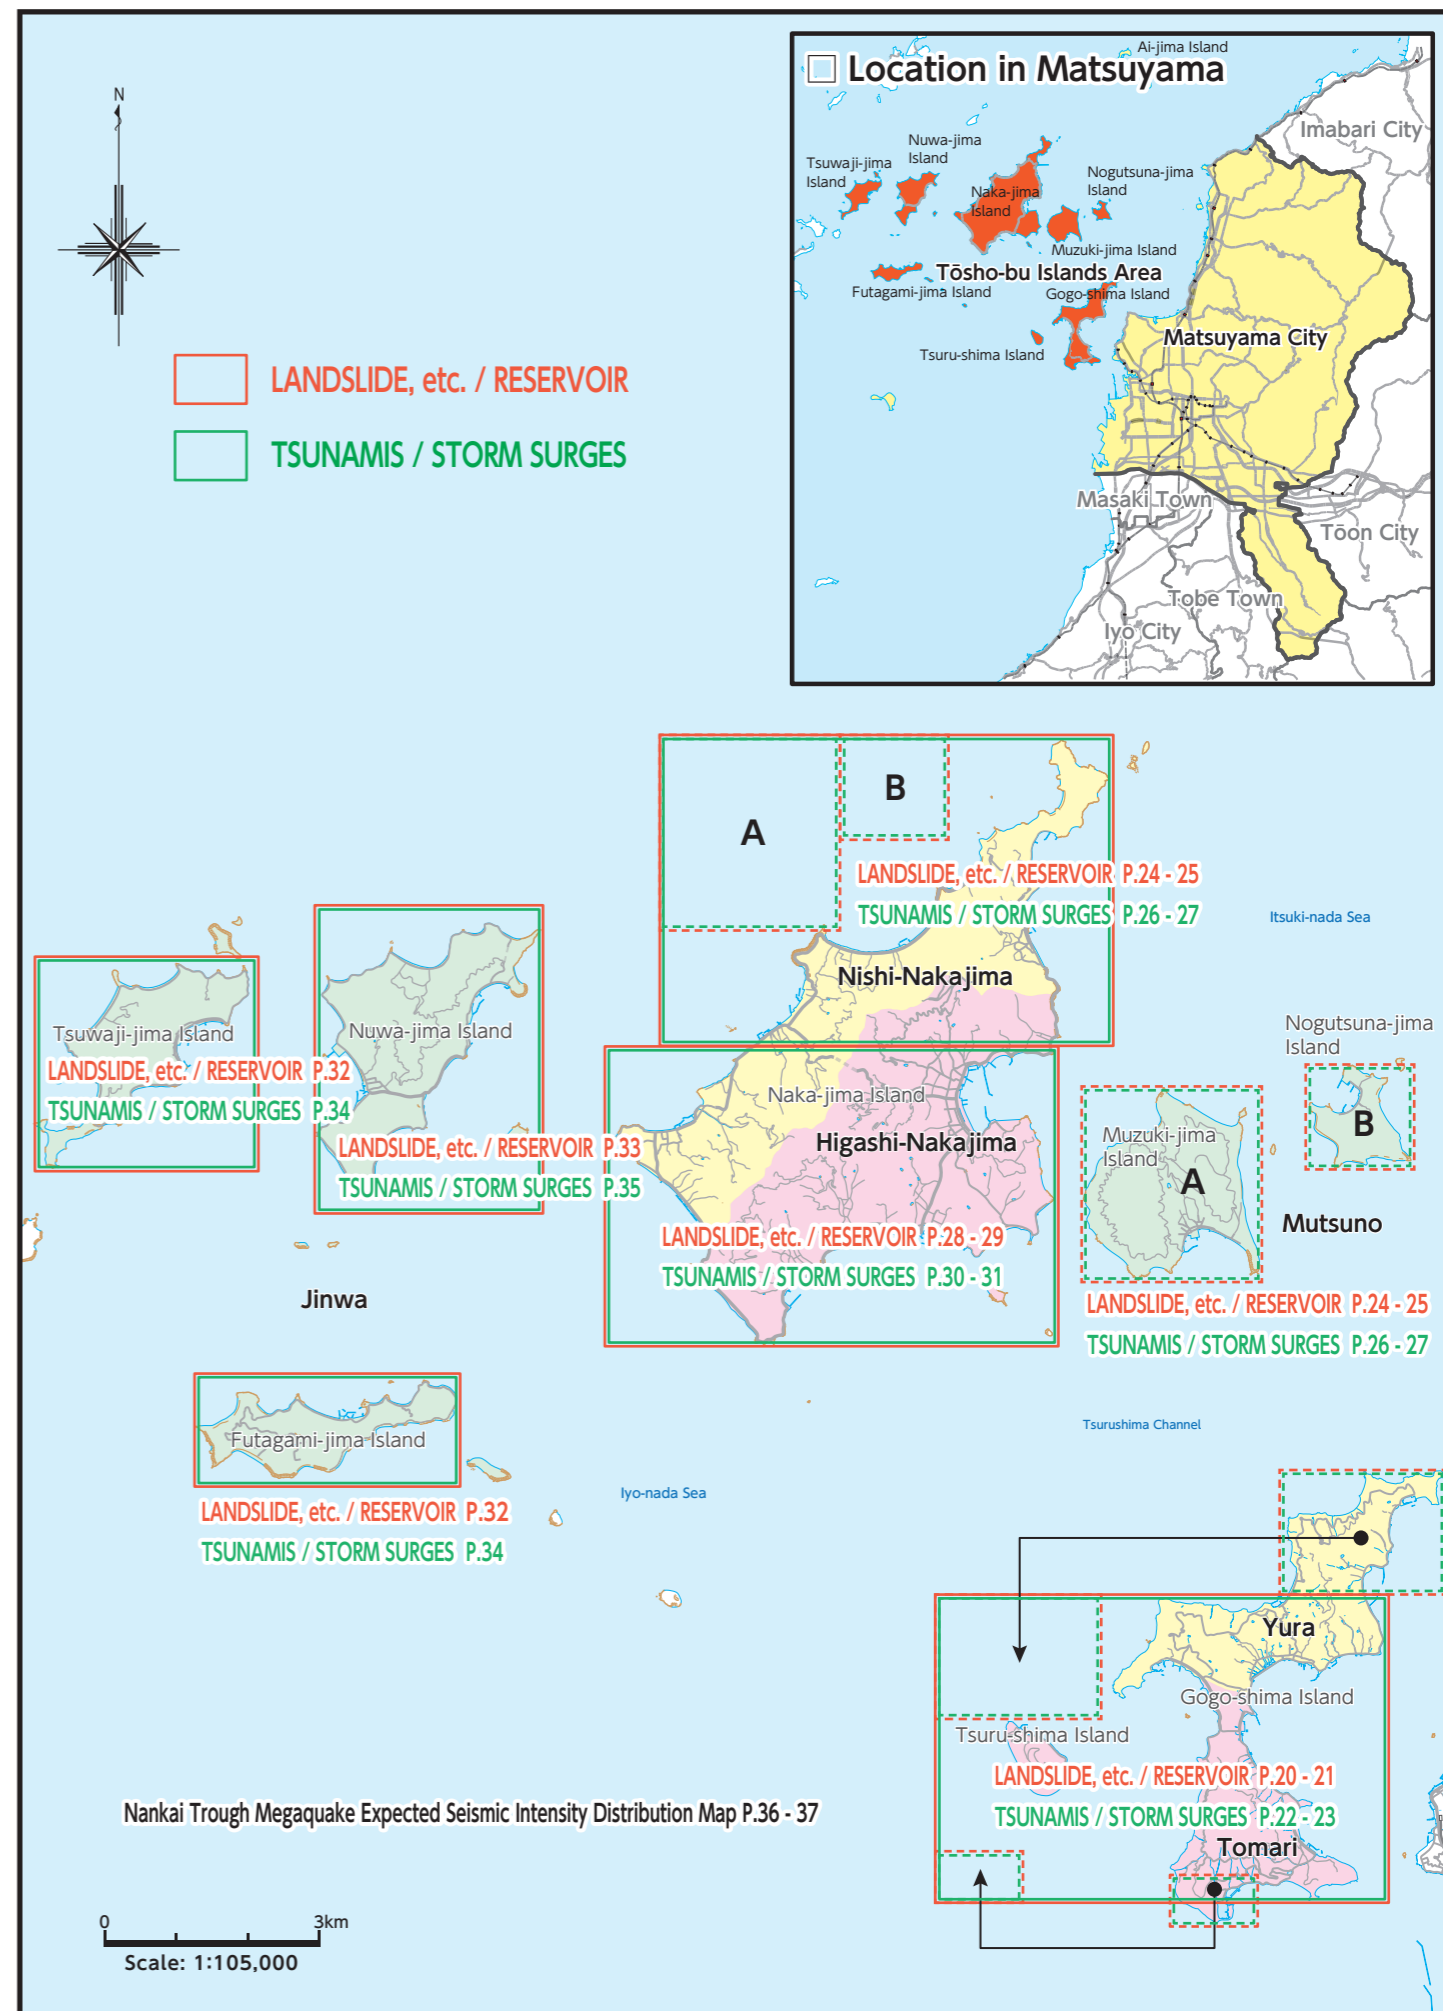 N
LANDSLIDE, etc. / RESERVOIR
TSUNAMIS / STORM SURGES
Location in Matsuyama
Ai-jima Island
Imabari City
Nuwa-jima
Island
Tsuwaji-jima
Island
Naka-jima
Island
Nogutsuna-jima
Island
Muzuki-jima Island
Tōsho-bu Islands Area
Futagami-jima Island
Gogo-shima Island
Tsuru-shima Island
Matsuyama City
Masaki Town
Tōon City
Tobe Town
Iyo City
A
B
LANDSLIDE, etc. / RESERVOIR P.24 - 25
TSUNAMIS / STORM SURGES P.26 - 27
Itsuki-nada Sea
Nishi-Nakajima
Tsuwaji-jima Island
LANDSLIDE, etc. / RESERVOIR P.32
TSUNAMIS / STORM SURGES P.34
Nuwa-jima Island
LANDSLIDE, etc. / RESERVOIR P.33
TSUNAMIS / STORM SURGES P.35
Naka-jima Island
Higashi-Nakajima
LANDSLIDE, etc. / RESERVOIR P.28 - 29
TSUNAMIS / STORM SURGES P.30 - 31
Nogutsuna-jima
Island
B
Muzuki-jima
Island
A
Mutsuno
LANDSLIDE, etc. / RESERVOIR P.24 - 25
TSUNAMIS / STORM SURGES P.26 - 27
Jinwa
Futagami-jima Island
LANDSLIDE, etc. / RESERVOIR P.32
TSUNAMIS / STORM SURGES P.34
Tsurushima Channel
Iyo-nada Sea
Yura
Gogo-shima Island
Tsuru-shima Island
LANDSLIDE, etc. / RESERVOIR P.20 - 21
TSUNAMIS / STORM SURGES P.22 - 23
Tomari
Nankai Trough Megaquake Expected Seismic Intensity Distribution Map P.36 - 37
0 3km
Scale: 1:105,000